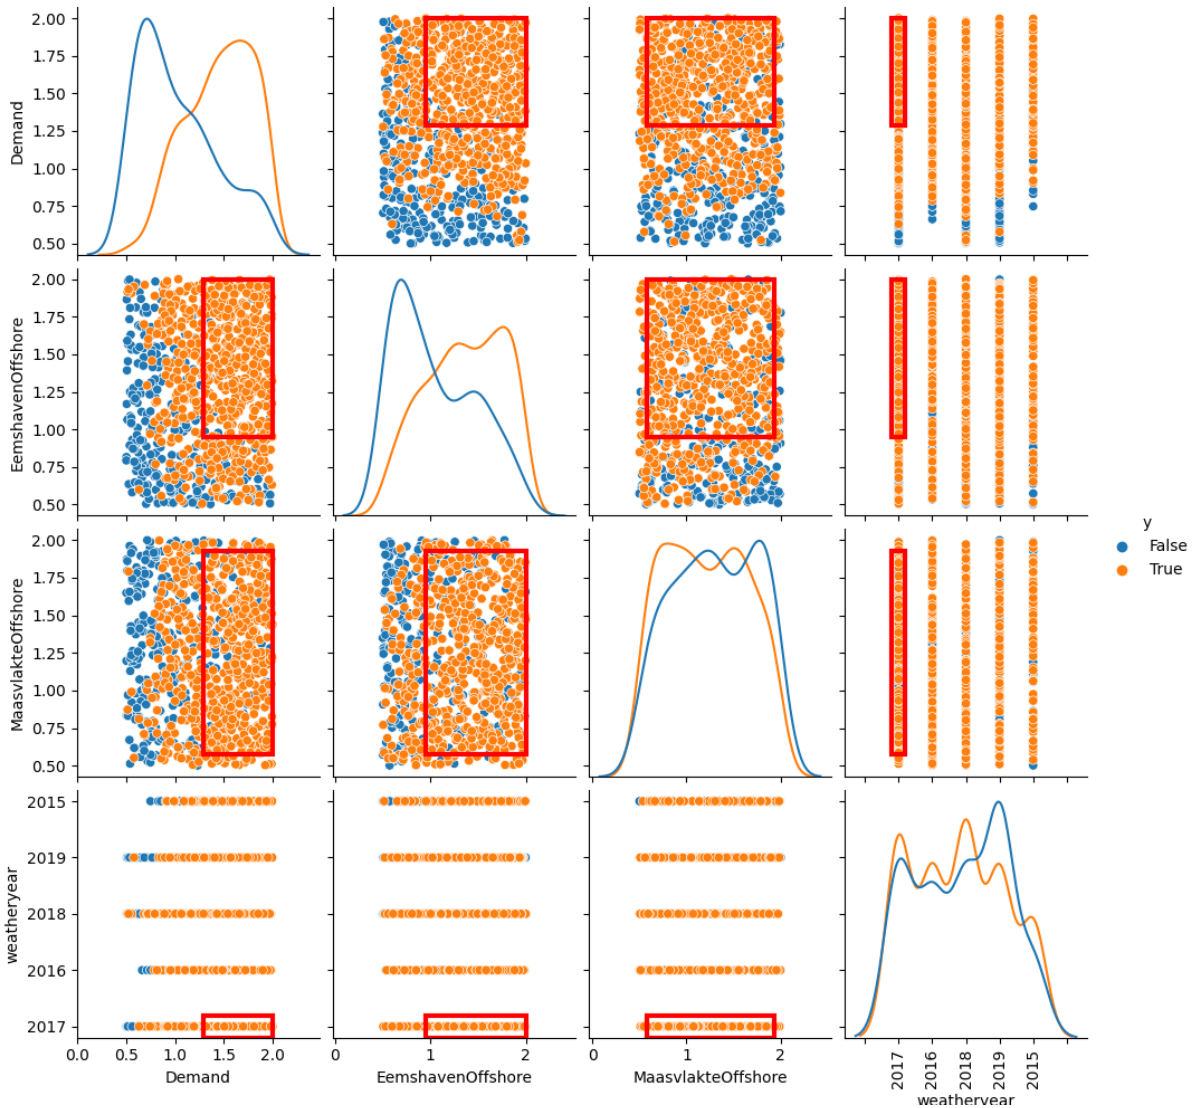 2.00
1.75
1.50
1.25
1.00
0.75
0.50
Demand
2.00
1.75
1.50
1.25
1.00
0.75
0.50
EemshavenOffshore
y
False
True
2.00
1.75
1.50
1.25
1.00
0.75
0.50
MaasvlakteOffshore
2015
2019
2018
2016
2017
weatheryear
0.0 0.5 1.0 1.5 2.0
Demand
0 1 2
EemshavenOffshore
0 1 2
MaasvlakteOffshore
2017 2016 2018 2019 2015
weatheryear